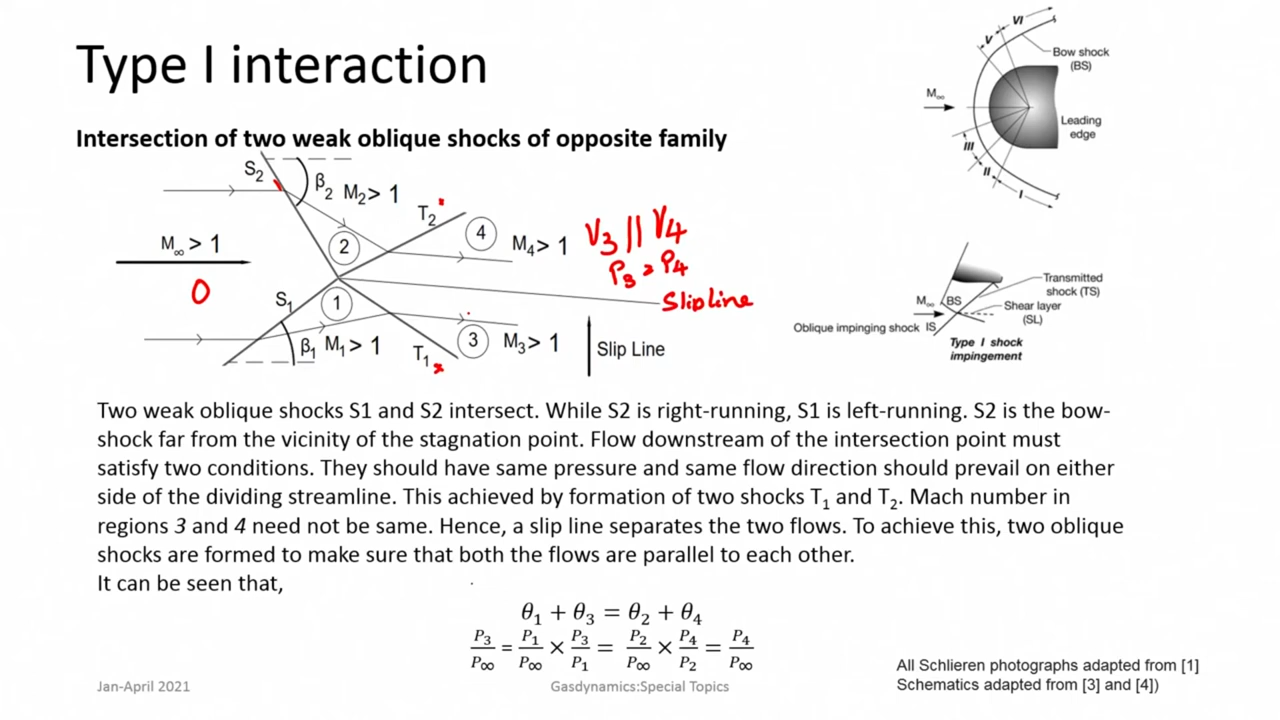 Type I interaction
Intersection of two weak oblique shocks of opposite family
S2
β2 M2> 1
T2
4
M4> 1
V3 || V4
P3 = P4
M∞ > 1
0
2
S1
1
Slipline
β1 M1> 1
T1
3
M3> 1
Slip Line
VI
V
Bow shock
(BS)
M∞
Leading
edge
III
II
I
Transmitted
shock (TS)
M∞
BS
Shear layer
(SL)
Oblique impinging shock IS
Type I shock
impingement
Two weak oblique shocks S1 and S2 intersect. While S2 is right-running, S1 is left-running. S2 is the bow-
shock far from the vicinity of the stagnation point. Flow downstream of the intersection point must
satisfy two conditions. They should have same pressure and same flow direction should prevail on either
side of the dividing streamline. This achieved by formation of two shocks T1 and T2. Mach number in
regions 3 and 4 need not be same. Hence, a slip line separates the two flows. To achieve this, two oblique
shocks are formed to make sure that both the flows are parallel to each other.
It can be seen that,
θ1 + θ3 = θ2 + θ4
P3/P∞ = P1/P∞ × P3/P1 = P2/P∞ × P4/P2 = P4/P∞
All Schlieren photographs adapted from [1]
Schematics adapted from [3] and [4])
Jan-April 2021
Gasdynamics:Special Topics